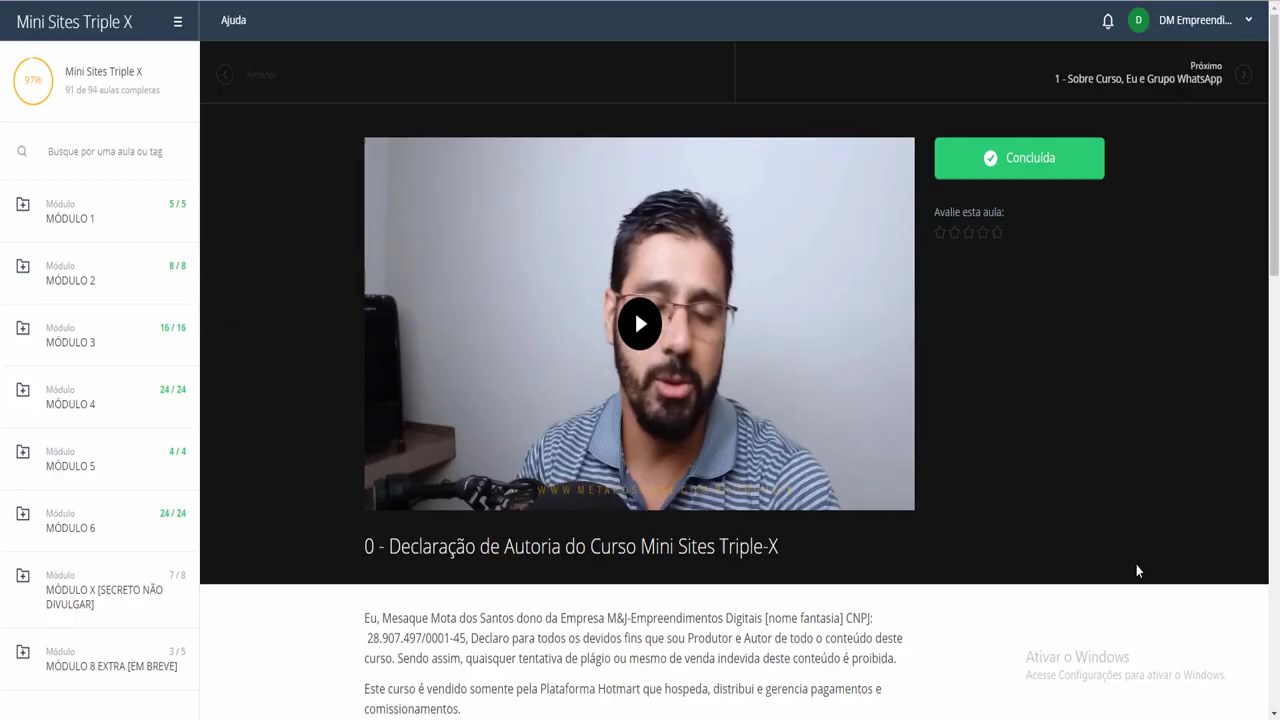 Mini Sites Triple X
Ajuda
D
DM Empreendi...
97%
Mini Sites Triple X
91 de 94 aulas completas
Anterior
Próximo
1 - Sobre Curso, Eu e Grupo WhatsApp
Busque por uma aula ou tag
Módulo 5 / 5
MÓDULO 1
Módulo 8 / 8
MÓDULO 2
Módulo 16 / 16
MÓDULO 3
Módulo 24 / 24
MÓDULO 4
Módulo 4 / 4
MÓDULO 5
Módulo 24 / 24
MÓDULO 6
Módulo 7 / 8
MÓDULO X [SECRETO NÃO
DIVULGAR]
Módulo 3 / 5
MÓDULO 8 EXTRA [EM BREVE]
Concluída
Avalie esta aula:
0 - Declaração de Autoria do Curso Mini Sites Triple-X
Eu, Mesaque Mota dos Santos dono da Empresa M&J-Empreendimentos Digitais [nome fantasia] CNPJ:
28.907.497/0001-45, Declaro para todos os devidos fins que sou Produtor e Autor de todo o conteúdo deste
curso. Sendo assim, quaisquer tentativa de plágio ou mesmo de venda indevida deste conteúdo é proibida.
Este curso é vendido somente pela Plataforma Hotmart que hospeda, distribui e gerencia pagamentos e
comissionamentos.
Ativar o Windows
Acesse Configurações para ativar o Windows.